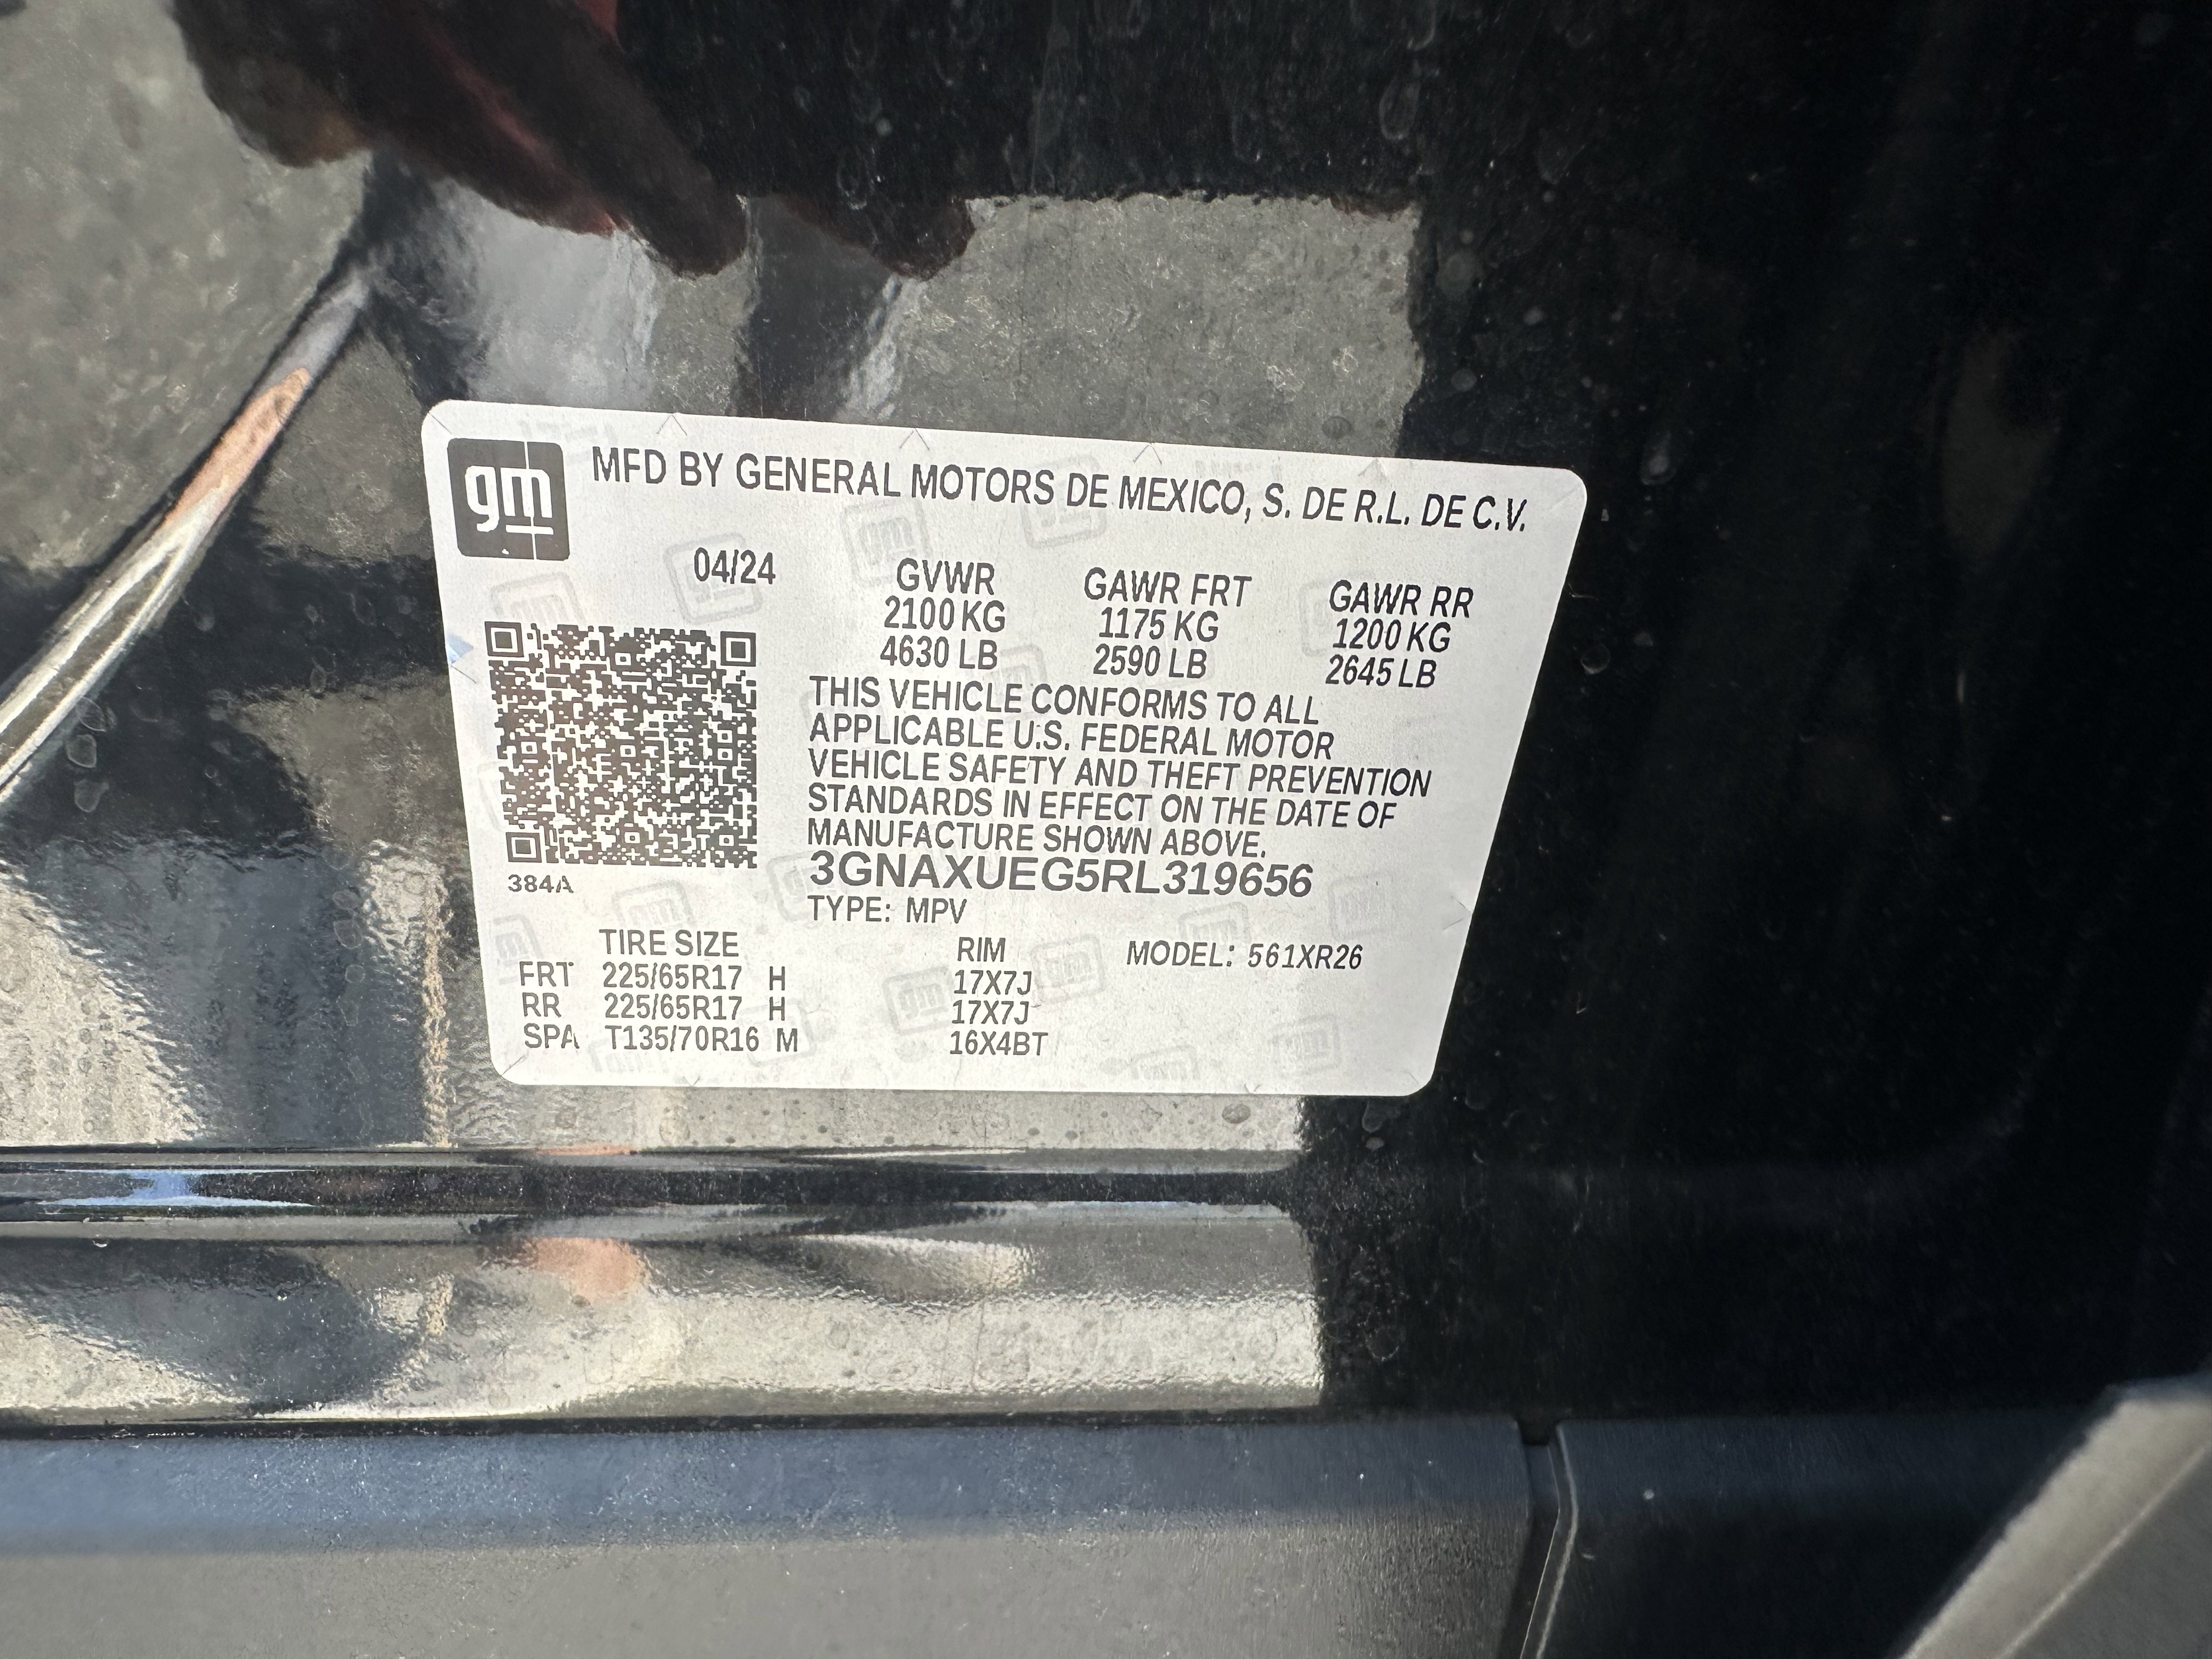 gm
MFD BY GENERAL MOTORS DE MEXICO, S. DE R.L. DE C.V.
04/24 GVWR GAWR FRT GAWR RR
2100 KG 1175 KG 1200 KG
4630 LB 2590 LB 2645 LB
THIS VEHICLE CONFORMS TO ALL
APPLICABLE U.S. FEDERAL MOTOR
VEHICLE SAFETY AND THEFT PREVENTION
STANDARDS IN EFFECT ON THE DATE OF
MANUFACTURE SHOWN ABOVE.
3GNAXUEG5RL319656
384A
TYPE: MPV
TIRE SIZE RIM MODEL: 561XR26
FRT 225/65R17 H 17X7J
RR 225/65R17 H 17X7J
SPA T135/70R16 M 16X4BT